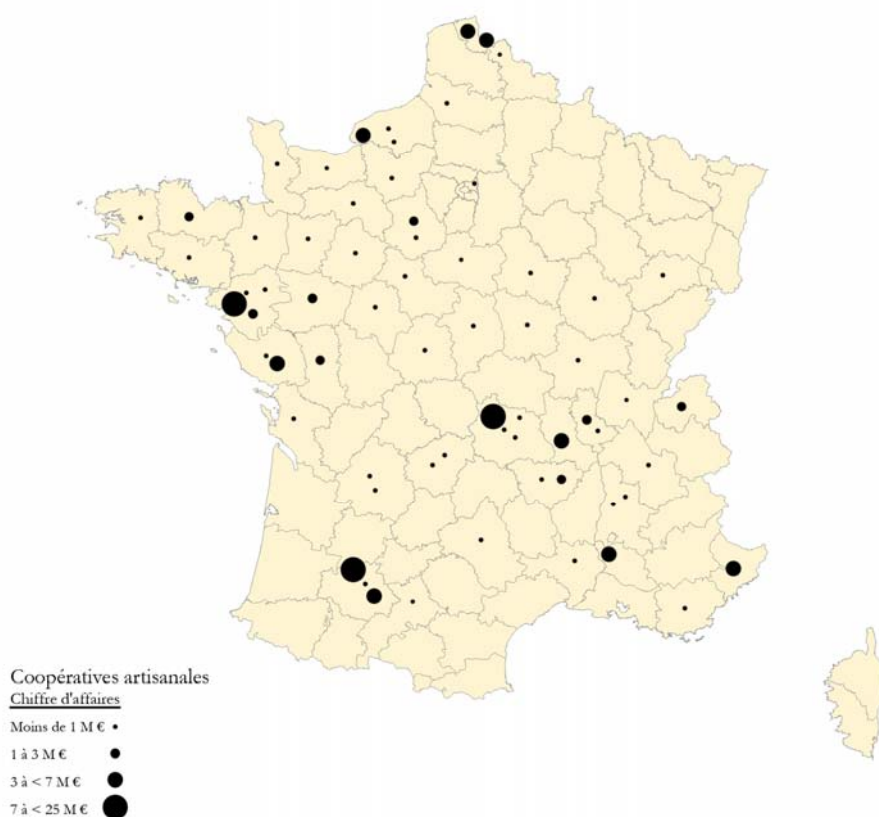 Coopératives artisanales
Chiffre d'affaires
Moins de 1 M €
1 à 3 M €
3 à < 7 M €
7 à < 25 M €